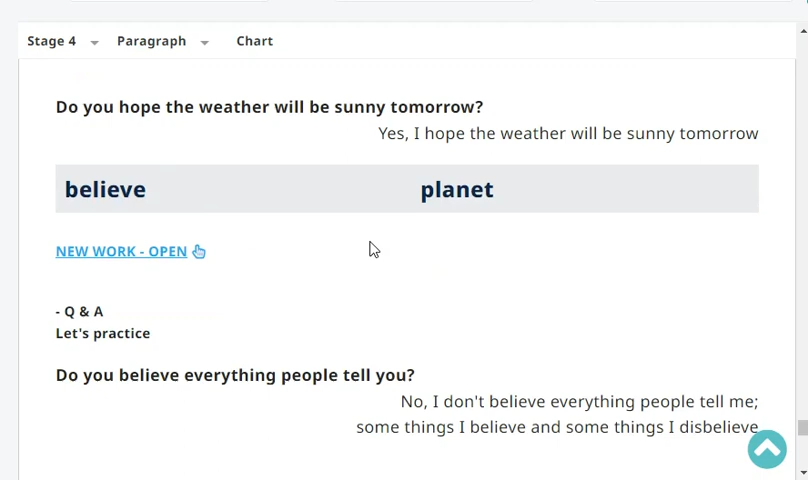 Stage 4 Paragraph Chart
Do you hope the weather will be sunny tomorrow?
Yes, I hope the weather will be sunny tomorrow
believe planet
NEW WORK - OPEN
- Q & A
Let's practice
Do you believe everything people tell you?
No, I don't believe everything people tell me;
some things I believe and some things I disbelieve